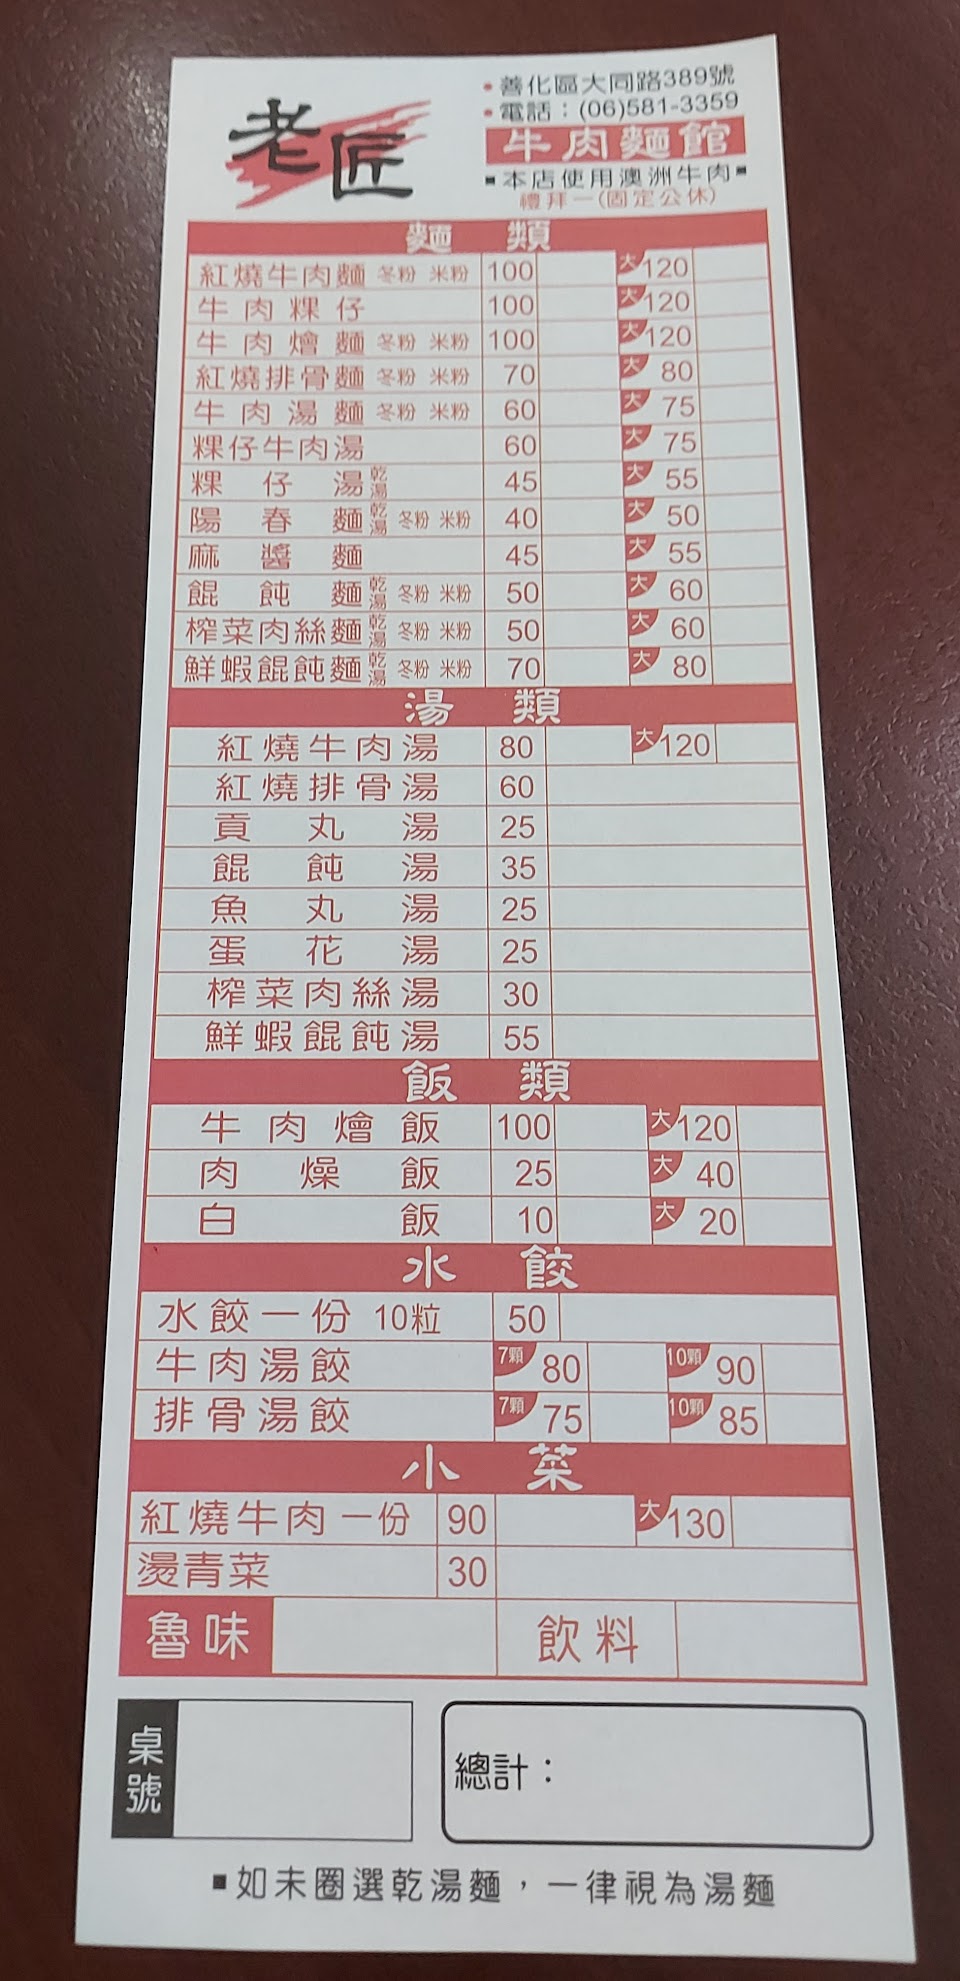 老匠
•善化區大同路389號
•電話：(06)581-3359
牛肉麵館
▪本店使用澳洲牛肉▪
禮拜一(固定公休)
麵類
紅燒牛肉麵 冬粉 米粉 100 大120
牛肉粿仔 100 大120
牛肉燴麵 冬粉 米粉 100 大120
紅燒排骨麵 冬粉 米粉 70 大80
牛肉湯麵 冬粉 米粉 60 大75
粿仔牛肉湯 60 大75
粿仔湯 乾湯 45 大55
陽春麵 乾湯 冬粉 米粉 40 大50
麻醬麵 45 大55
餛飩麵 乾湯 冬粉 米粉 50 大60
榨菜肉絲麵 乾湯 冬粉 米粉 50 大60
鮮蝦餛飩麵 乾湯 冬粉 米粉 70 大80
湯類
紅燒牛肉湯 80 大120
紅燒排骨湯 60
貢丸湯 25
餛飩湯 35
魚丸湯 25
蛋花湯 25
榨菜肉絲湯 30
鮮蝦餛飩湯 55
飯類
牛肉燴飯 100 大120
肉燥飯 25 大40
白飯 10 大20
水餃
水餃一份 10粒 50
牛肉湯餃 7顆80 10顆90
排骨湯餃 7顆75 10顆85
小菜
紅燒牛肉一份 90 大130
燙青菜 30
魯味 飲料
桌號 總計：
▪如未圈選乾湯麵，一律視為湯麵